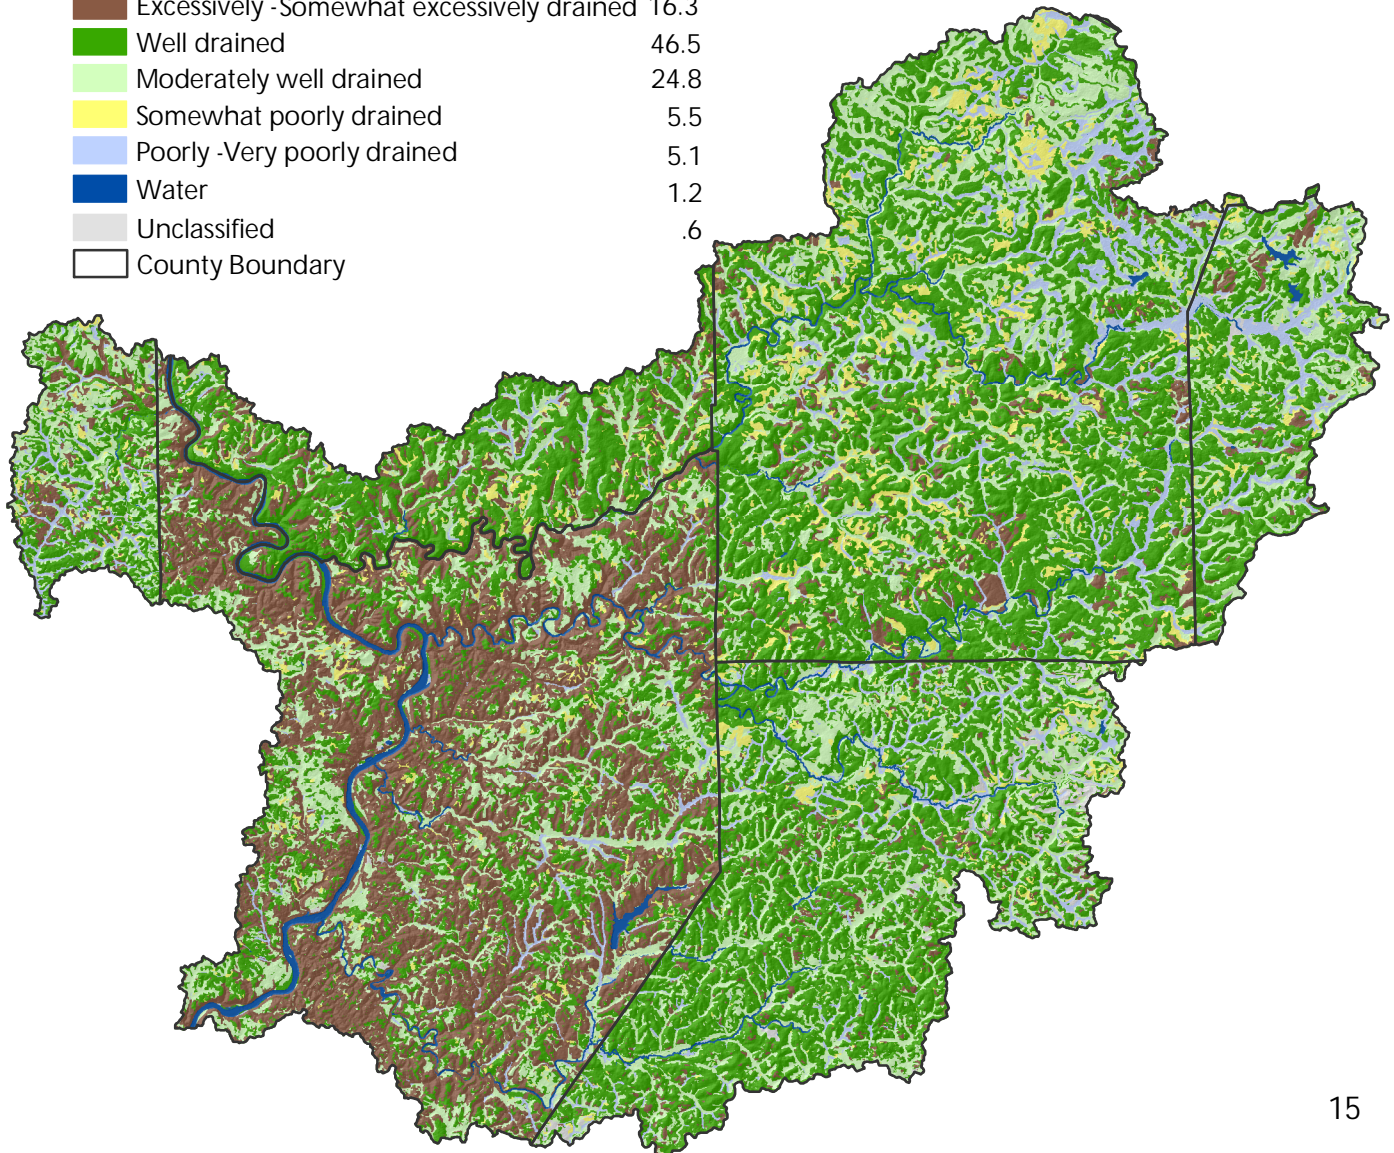 Excessively -Somewhat excessively drained 16.3
Well drained 46.5
Moderately well drained 24.8
Somewhat poorly drained 5.5
Poorly -Very poorly drained 5.1
Water 1.2
Unclassified .6
County Boundary
15